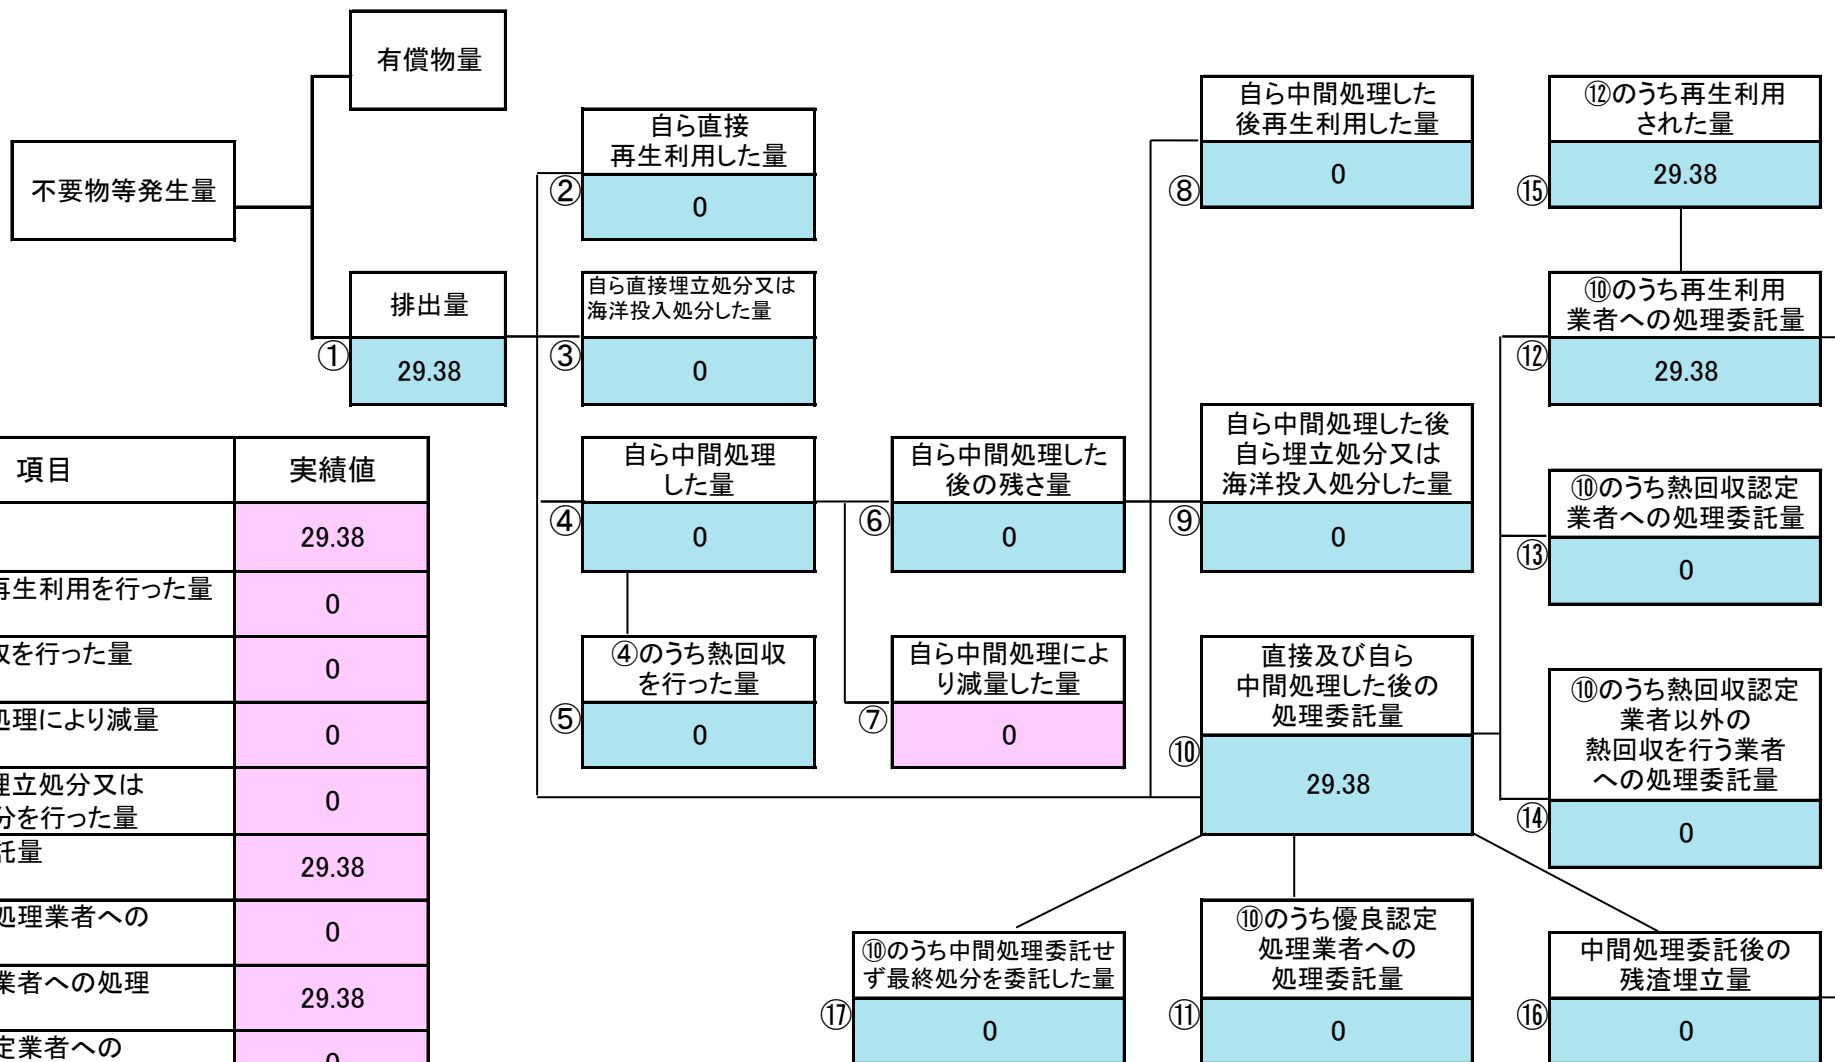 有償物量
不要物等発生量
排出量
①
29.38
自ら直接
再生利用した量
②
0
自ら直接埋立処分又は
海洋投入処分した量
③
0
自ら中間処理
した量
④
0
④のうち熱回収
を行った量
⑤
0
自ら中間処理した
後の残さ量
⑥
0
自ら中間処理によ
り減量した量
⑦
0
自ら中間処理した
後再生利用した量
⑧
0
自ら中間処理した後
自ら埋立処分又は
海洋投入処分した量
⑨
0
直接及び自ら
中間処理した後の
処理委託量
⑩
29.38
⑫のうち再生利用
された量
⑮
29.38
⑩のうち再生利用
業者への処理委託量
⑫
29.38
⑩のうち熱回収認定
業者への処理委託量
⑬
0
⑩のうち熱回収認定
業者以外の
熱回収を行う業者
への処理委託量
⑭
0
⑩のうち中間処理委託せ
ず最終処分を委託した量
⑰
0
⑩のうち優良認定
処理業者への
処理委託量
⑪
0
中間処理委託後の
残渣埋立量
⑯
0
項目 実績値
29.38
再生利用を行った量
0
を行った量
0
処理により減量
0
埋立処分又は
を行った量
0
託量
29.38
処理業者への
0
業者への処理
29.38
定業者への
0